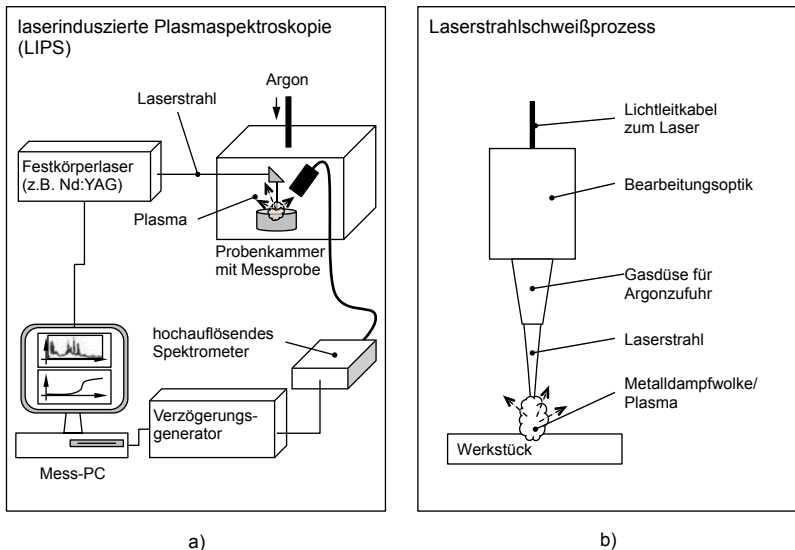 laserinduszierte Plasmaspektroskopie
(LIPS)
Argon
Laserstrahl
Festkörperlaser
(z.B. Nd:YAG)
Plasma
Probenkammer
mit Messprobe
hochauflösendes
Spektrometer
Verzögerungs-
generator
Mess-PC
a)
Laserstrahlschweißprozess
Lichtleitkabel
zum Laser
Bearbeitungsoptik
Gasdüse für
Argonzufuhr
Laserstrahl
Metalldampfwolke/
Plasma
Werkstück
b)